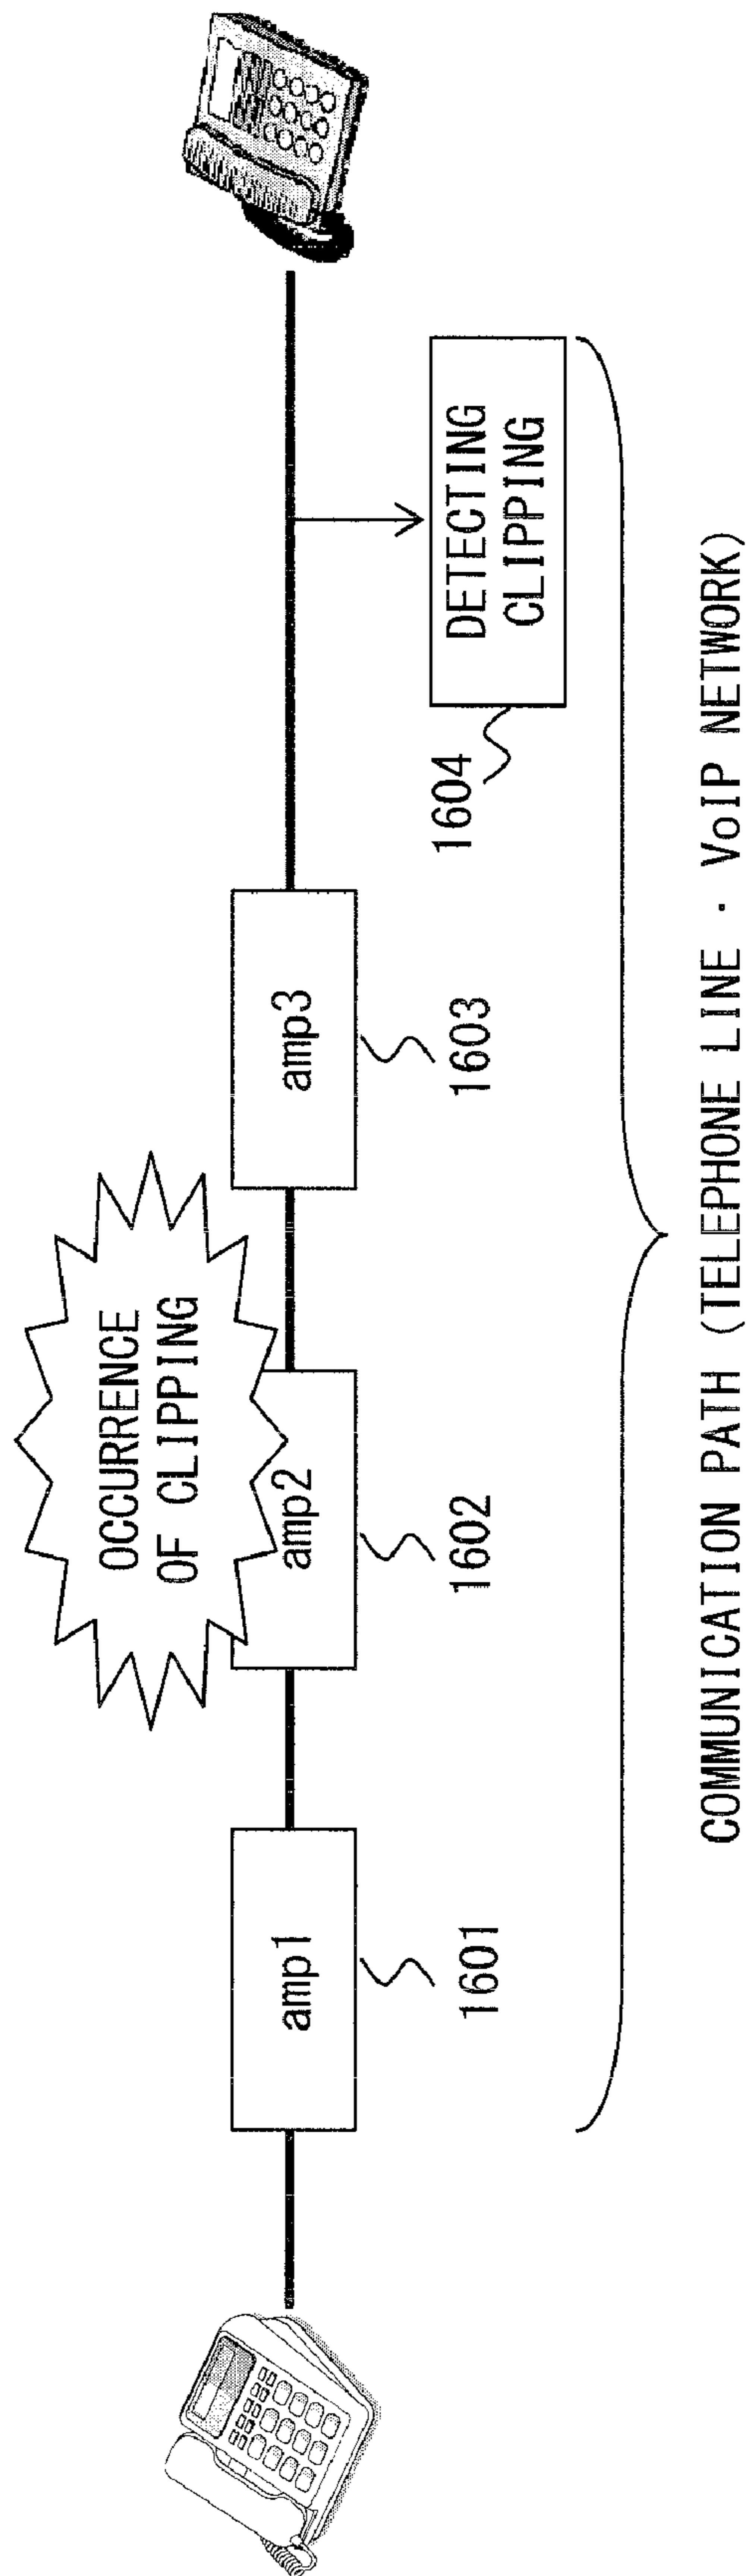 OCCURRENCE
OF CLIPPING
amp1
amp2
amp3
1601
1602
1603
1604
DETECTING
CLIPPING
COMMUNICATION PATH (TELEPHONE LINE · VoIP NETWORK)